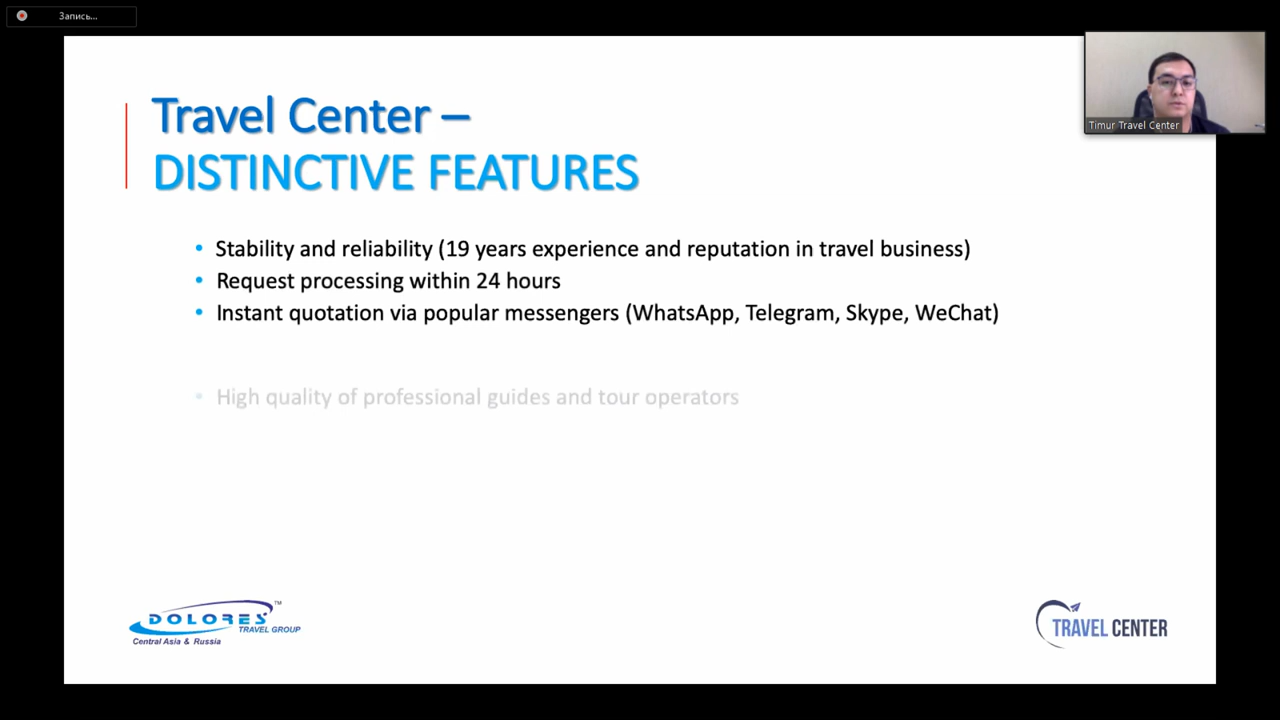 Запись...
Timur Travel Center
Travel Center –
DISTINCTIVE FEATURES
• Stability and reliability (19 years experience and reputation in travel business)
• Request processing within 24 hours
• Instant quotation via popular messengers (WhatsApp, Telegram, Skype, WeChat)
• High quality of professional guides and tour operators
DOLORES™
TRAVEL GROUP
Central Asia & Russia
TRAVEL CENTER